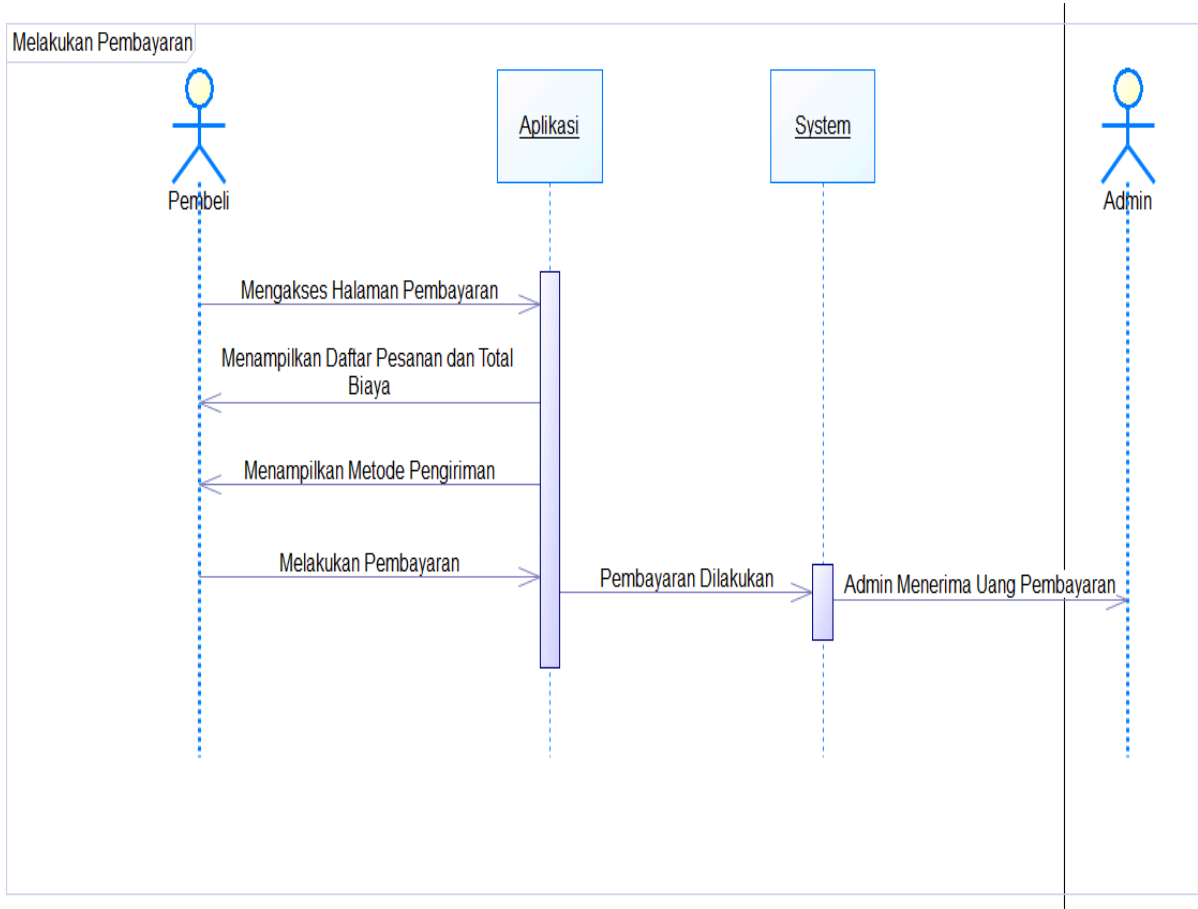 Melakukan Pembayaran
Aplikasi
System
Pembeli
Admin
Mengakses Halaman Pembayaran
Menampilkan Daftar Pesanan dan Total
Biaya
Menampilkan Metode Pengiriman
Melakukan Pembayaran
Pembayaran Dilakukan
Admin Menerima Uang Pembayaran